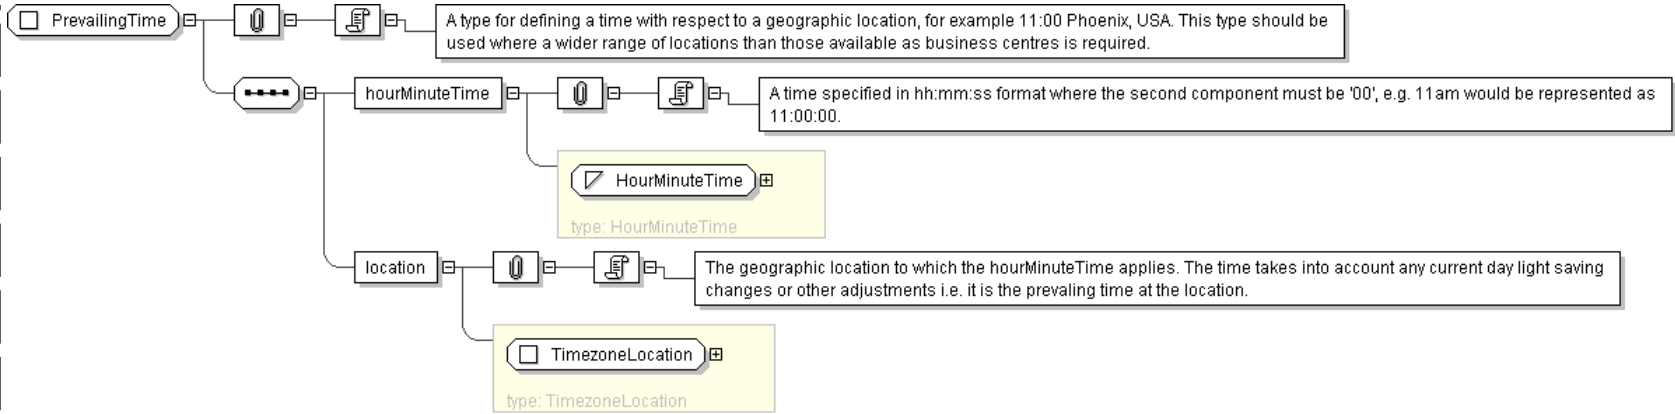 PrevailingTime
A type for defining a time with respect to a geographic location, for example 11:00 Phoenix, USA. This type should be
used where a wider range of locations than those available as business centres is required.
hourMinuteTime
A time specified in hh:mm:ss format where the second component must be '00', e.g. 11am would be represented as
11:00:00.
HourMinuteTime
type: HourMinuteTime
location
The geographic location to which the hourMinuteTime applies. The time takes into account any current day light saving
changes or other adjustments i.e. it is the prevaling time at the location.
TimezoneLocation
type: TimezoneLocation